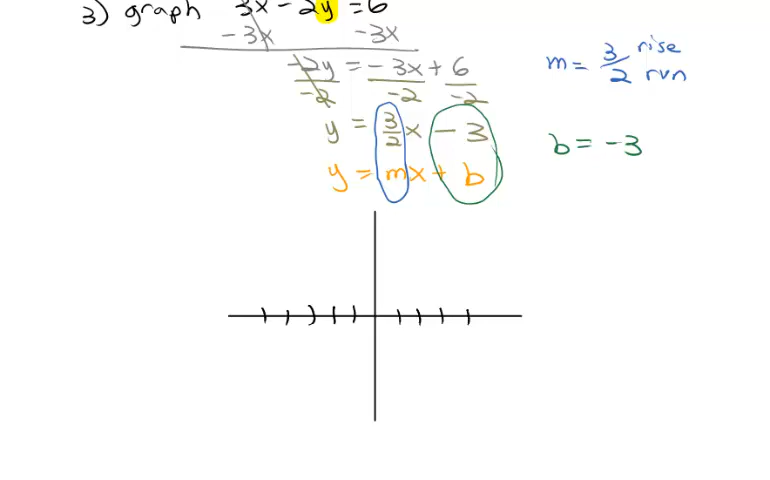 3) graph 3x - 2y = 6
- 3x - 3x
-2y = - 3x + 6
-2 -2 -2
y = 3/2 x - 3
y = mx + b
m = 3/2 rise run
b = -3